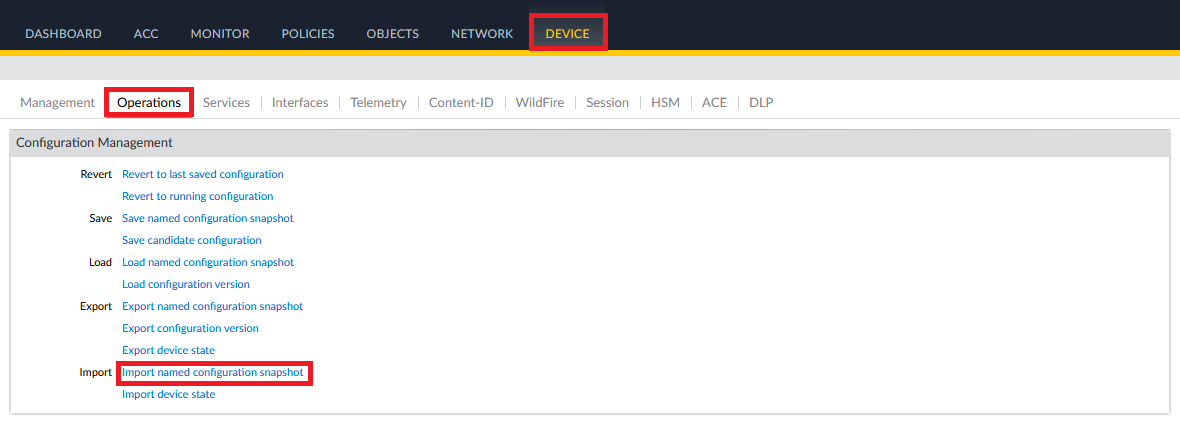 DASHBOARD ACC MONITOR POLICIES OBJECTS NETWORK DEVICE
Management Operations Services Interfaces Telemetry Content-ID WildFire Session HSM ACE DLP
Configuration Management
Revert Revert to last saved configuration
Revert to running configuration
Save Save named configuration snapshot
Save candidate configuration
Load Load named configuration snapshot
Load configuration version
Export Export named configuration snapshot
Export configuration version
Export device state
Import Import named configuration snapshot
Import device state